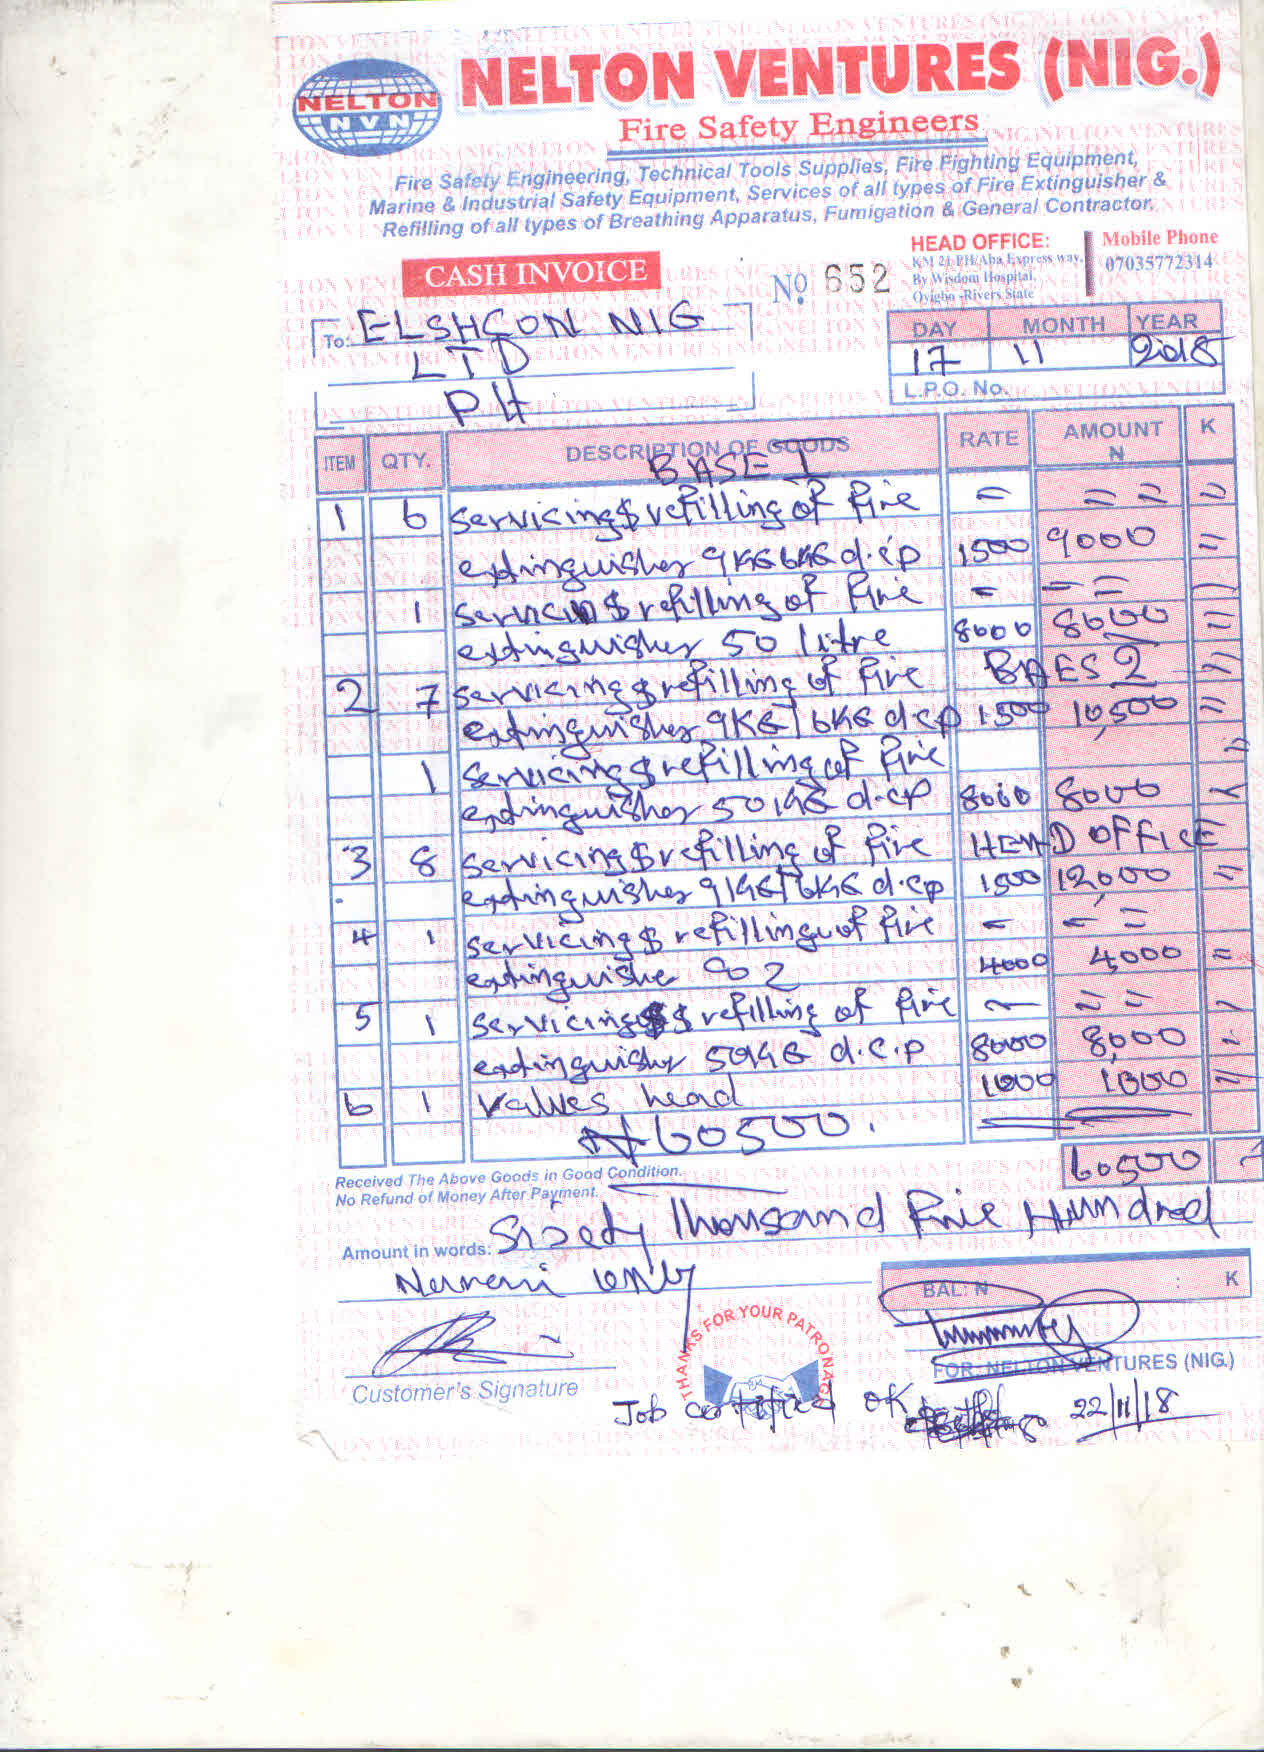 NELTON
NVN
NELTON VENTURES (NIG.)
Fire Safety Engineers
Fire Safety Engineering, Technical Tools Supplies, Fire Fighting Equipment,
Marine & Industrial Safety Equipment, Services of all types of Fire Extinguisher &
Refilling of all types of Breathing Apparatus, Fumigation & General Contractor.
CASH INVOICE
No. 652
HEAD OFFICE:
KM 21 PH/Aba Express way,
By Wisdom Hospital,
Oyigbo -Rivers State
Mobile Phone
07035772314
To: ELSHCON NIG
LTD
PH
DAY MONTH YEAR
17 11 2018
L.P.O. No.
ITEM QTY. DESCRIPTION OF GOODS RATE AMOUNT K
N
BASE I
1 6 servicing $ refilling of fire = = = =
extinguisher 9KG 6KG d.c.p 1500 9000 =
1 servicing $ refilling of fire - - = =
extinguisher 50 litre 8000 8000 =
2 7 servicing $ refilling of fire BAES 2 =
extinguisher 9KG/6KG d.c.p 1500 10,500 =
1 servicing $ refilling of fire =
extinguisher 50KG d.c.p 8000 8000 =
3 8 servicing $ refilling of fire HEAD OFFICE
extinguisher 9KG/6KG d.c.p 1500 12,000 =
4 1 servicing $ refilling of fire - - =
extinguishe CO2 4000 4,000 =
5 1 servicing $ refilling of fire - = = =
extinguisher 50KG d.c.p 8000 8,000 =
6 1 values head 1000 1000 =
₦60500.
60500 =
Received The Above Goods in Good Condition.
No Refund of Money After Payment.
Amount in words: Sixty Thousand Five Hundred
Nareni only
BAL: N : K
Customer's Signature
THANKS FOR YOUR PATRONAGE
FOR: NELTON VENTURES (NIG.)
Job certified OK 22/11/18